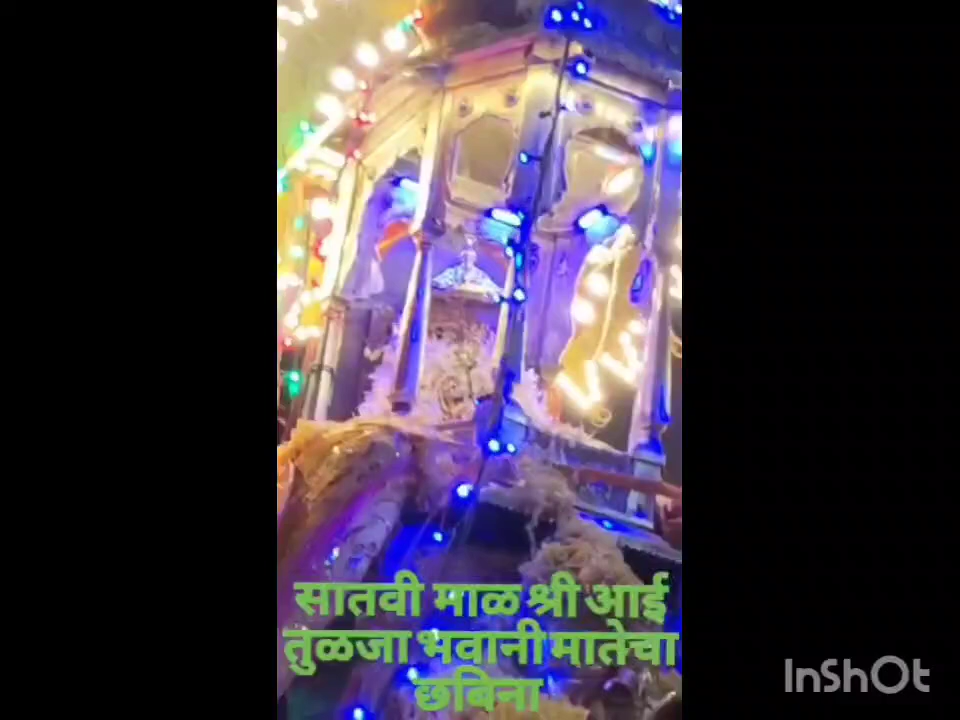 सातवी माळ श्री आई
तुळजा भवानी मातेचा
छबिना
InShOt